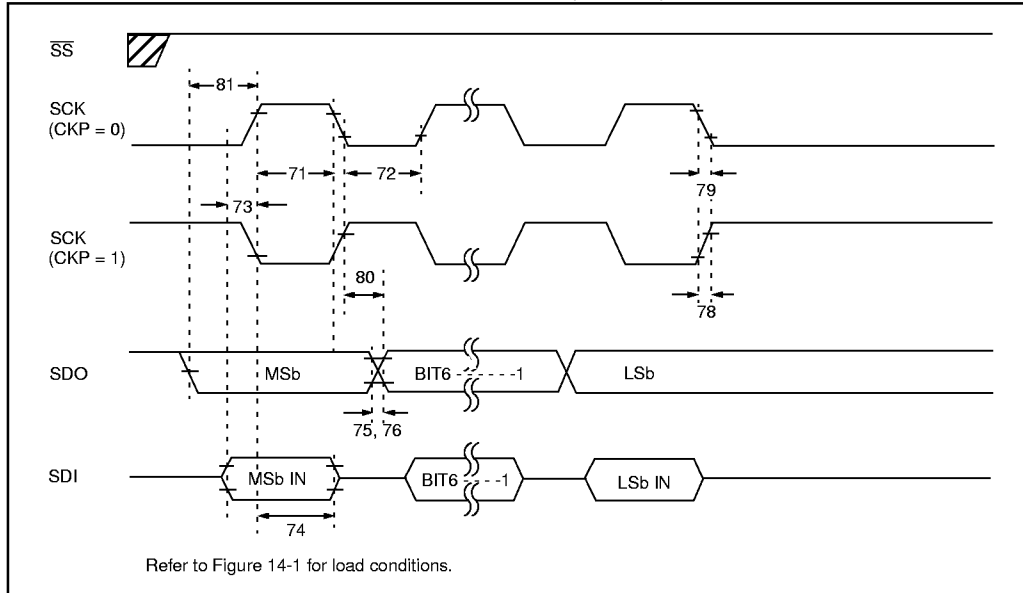 SS
81
SCK
(CKP = 0)
71
72
79
73
SCK
(CKP = 1)
80
78
SDO
MSb
BIT6 - - - - - -1
LSb
75, 76
SDI
MSb IN
BIT6 - - - -1
LSb IN
74
Refer to Figure 14-1 for load conditions.